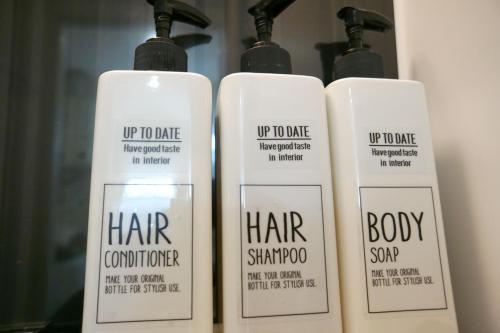 UP TO DATE
Have good taste
in interior
HAIR
CONDITIONER
MAKE YOUR ORIGINAL
BOTTLE FOR STYLISH USE.
UP TO DATE
Have good taste
in interior
HAIR
SHAMPOO
MAKE YOUR ORIGINAL
BOTTLE FOR STYLISH USE.
UP TO DATE
Have good taste
in interior
BODY
SOAP
MAKE YOUR ORIGINAL
BOTTLE FOR STYLISH USE.